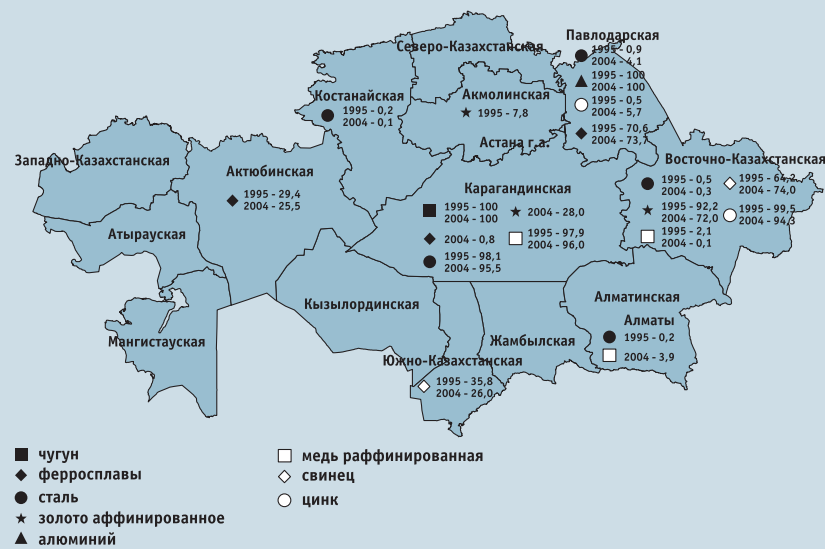 Павлодарская
1995 - 0,9
2004 - 4,1
1995 - 100
2004 - 100
1995 - 0,5
2004 - 5,7
1995 - 70,6
2004 - 73,7
Северо-Казахстанская
Костанайская
1995 - 0,2
2004 - 0,1
Акмолинская
1995 - 7,8
Астана г.а.
Западно-Казахстанская
Актюбинская
1995 - 29,4
2004 - 25,5
Восточно-Казахстанская
1995 - 0,5
2004 - 0,3
1995 - 64,2
2004 - 74,0
1995 - 92,2
2004 - 72,0
1995 - 99,5
2004 - 94,3
1995 - 2,1
2004 - 0,1
Карагандинская
1995 - 100
2004 - 100
2004 - 28,0
2004 - 0,8
1995 - 97,9
2004 - 96,0
1995 - 98,1
2004 - 95,5
Атырауская
Мангистауская
Кызылординская
Алматинская
Алматы
1995 - 0,2
2004 - 3,9
Жамбылская
Южно-Казахстанская
1995 - 35,8
2004 - 26,0
чугун
ферросплавы
сталь
золото аффинированное
алюминий
медь раффинированная
свинец
цинк